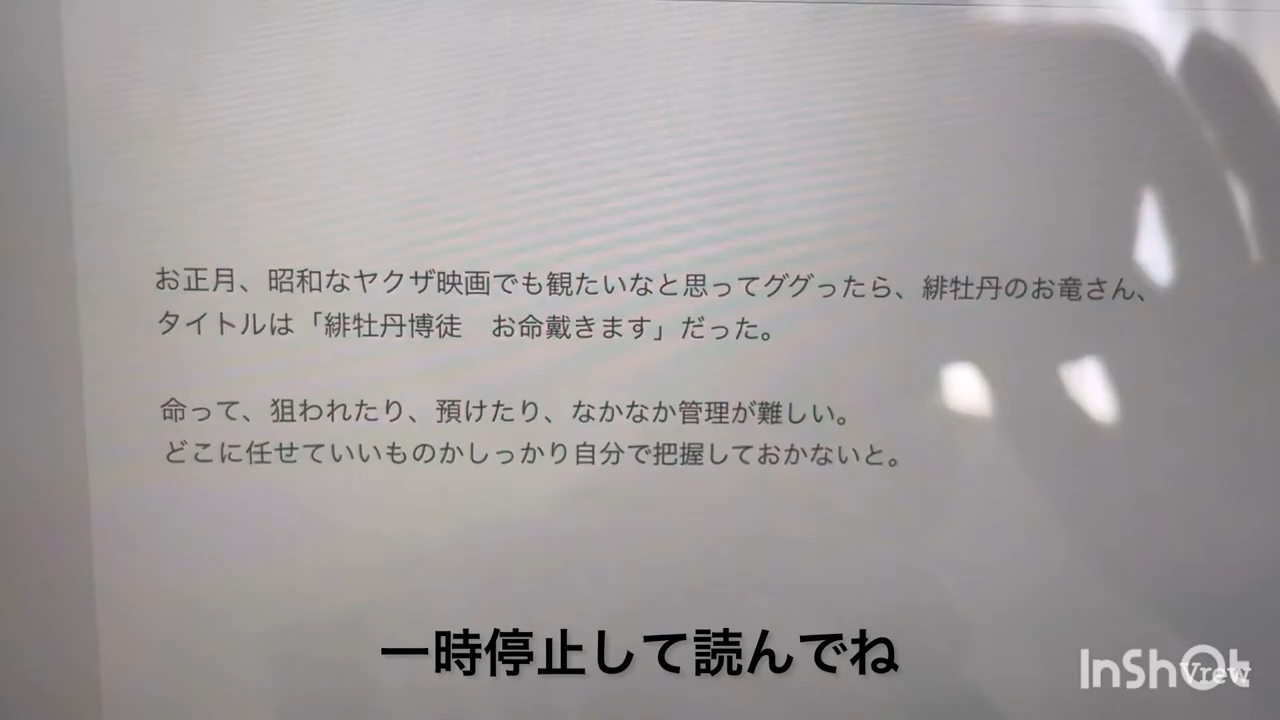 お正月、昭和なヤクザ映画でも観たいなと思ってググったら、緋牡丹のお竜さん、
タイトルは「緋牡丹博徒　お命戴きます」だった。
命って、狙われたり、預けたり、なかなか管理が難しい。
どこに任せていいものかしっかり自分で把握しておかないと。
一時停止して読んでね
InShOt
Vrew